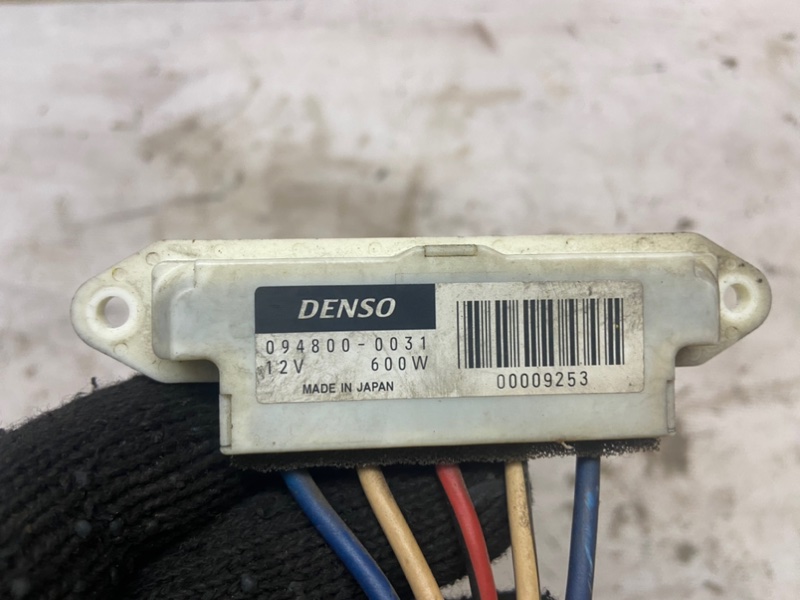 DENSO
094800-0031
12V 600W
MADE IN JAPAN
00009253